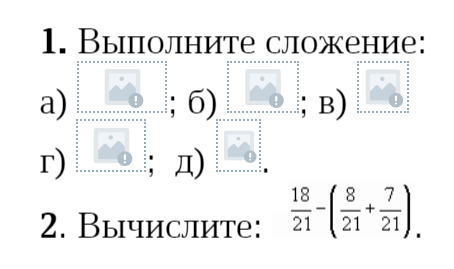 1. Выполните сложение:
а) ; б) ; в)
г) ; д) .
2. Вычислите: 18/21 − (8/21 + 7/21).